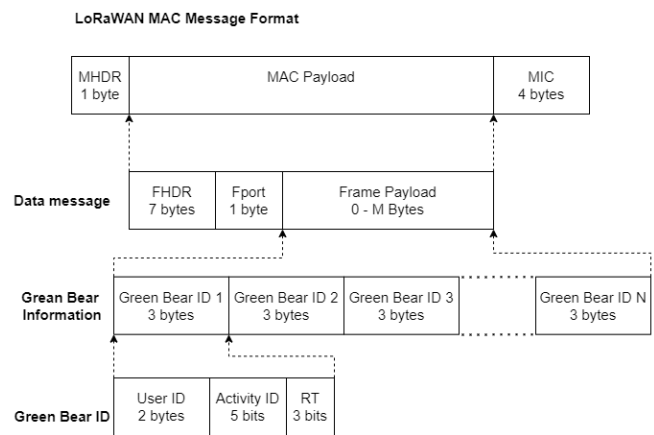 LoRaWAN MAC Message Format
MHDR
1 byte
MAC Payload
MIC
4 bytes
Data message
FHDR
7 bytes
Fport
1 byte
Frame Payload
0 - M Bytes
Grean Bear
Information
Green Bear ID 1
3 bytes
Green Bear ID 2
3 bytes
Green Bear ID 3
3 bytes
Green Bear ID N
3 bytes
Green Bear ID
User ID
2 bytes
Activity ID
5 bits
RT
3 bits